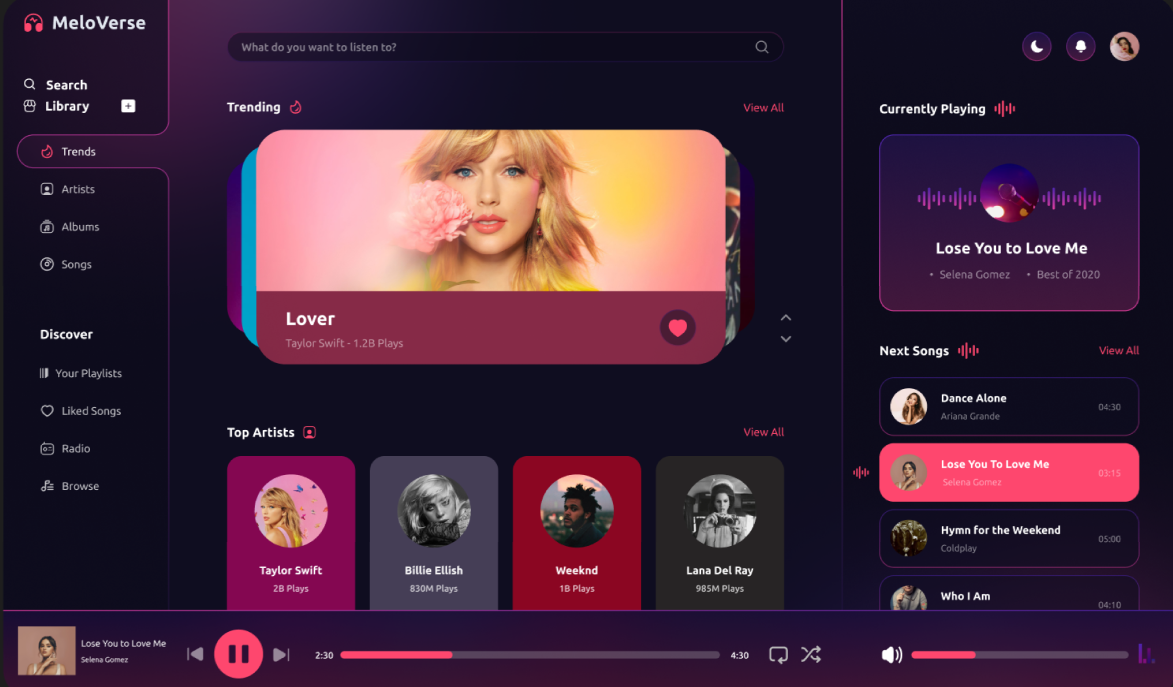 MeloVerse
Search
Library
Trends
Artists
Albums
Songs
Discover
Your Playlists
Liked Songs
Radio
Browse
What do you want to listen to?
Trending
View All
Lover
Taylor Swift - 1.2B Plays
Top Artists
View All
Taylor Swift
2B Plays
Billie Ellish
830M Plays
Weeknd
1B Plays
Lana Del Ray
985M Plays
Currently Playing
Lose You to Love Me
• Selena Gomez • Best of 2020
Next Songs
View All
Dance Alone
Ariana Grande
04:30
Lose You To Love Me
Selena Gomez
03:15
Hymn for the Weekend
Coldplay
05:00
Who I Am
04:10
Lose You to Love Me
Selena Gomez
2:30
4:30